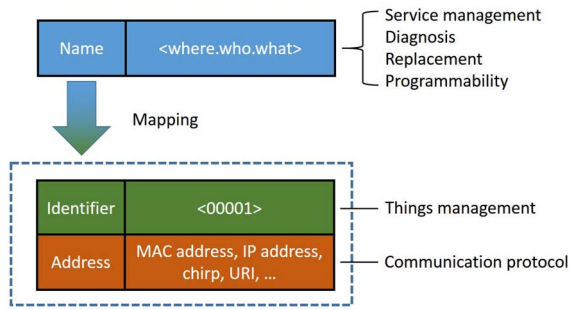 Name <where.who.what>
Service management
Diagnosis
Replacement
Programmability
Mapping
Identifier <00001>
Things management
Address MAC address, IP address,
chirp, URI, ...
Communication protocol